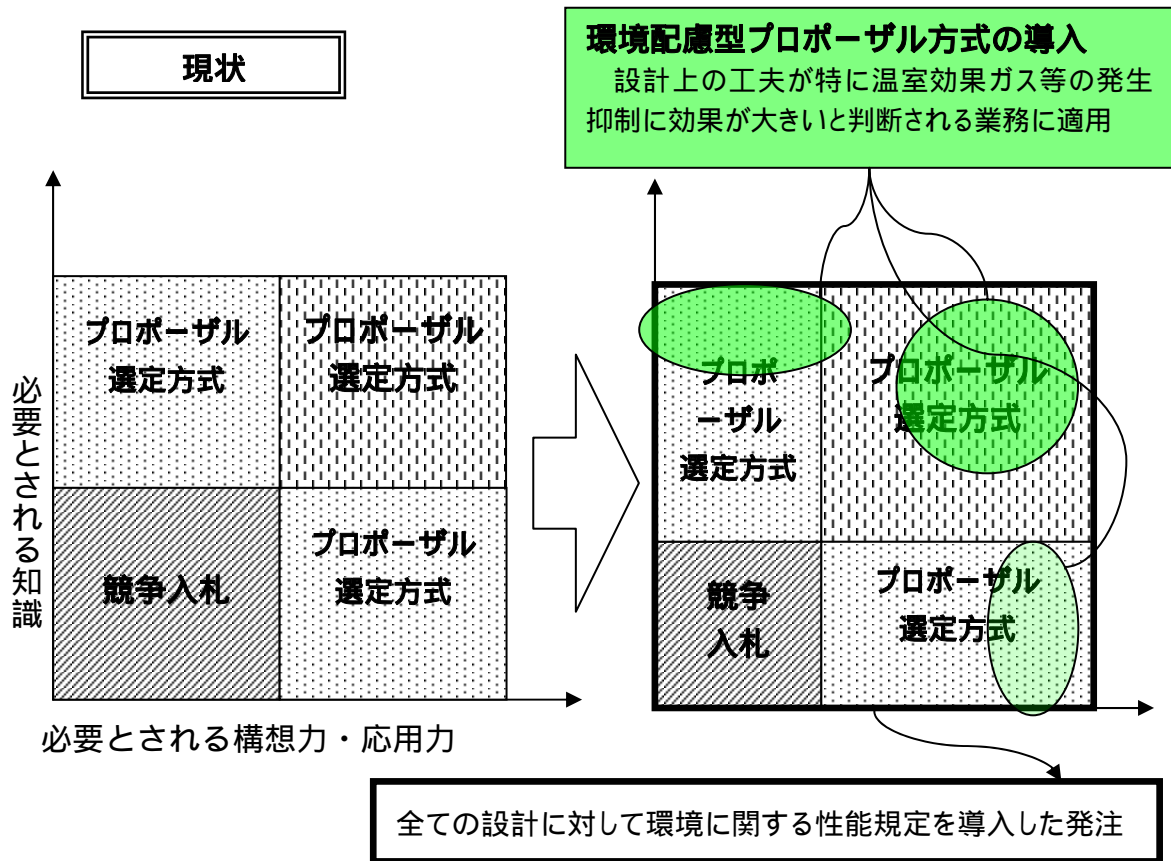 現状
環境配慮型プロポーザル方式の導入
設計上の工夫が特に温室効果ガス等の発生
抑制に効果が大きいと判断される業務に適用
プロポーザル
選定方式
プロポーザル
選定方式
競争入札
プロポーザル
選定方式
必要とされる知識
必要とされる構想力・応用力
プロポ
ーザル
選定方式
プロポーザル
選定方式
競争
入札
プロポーザル
選定方式
全ての設計に対して環境に関する性能規定を導入した発注